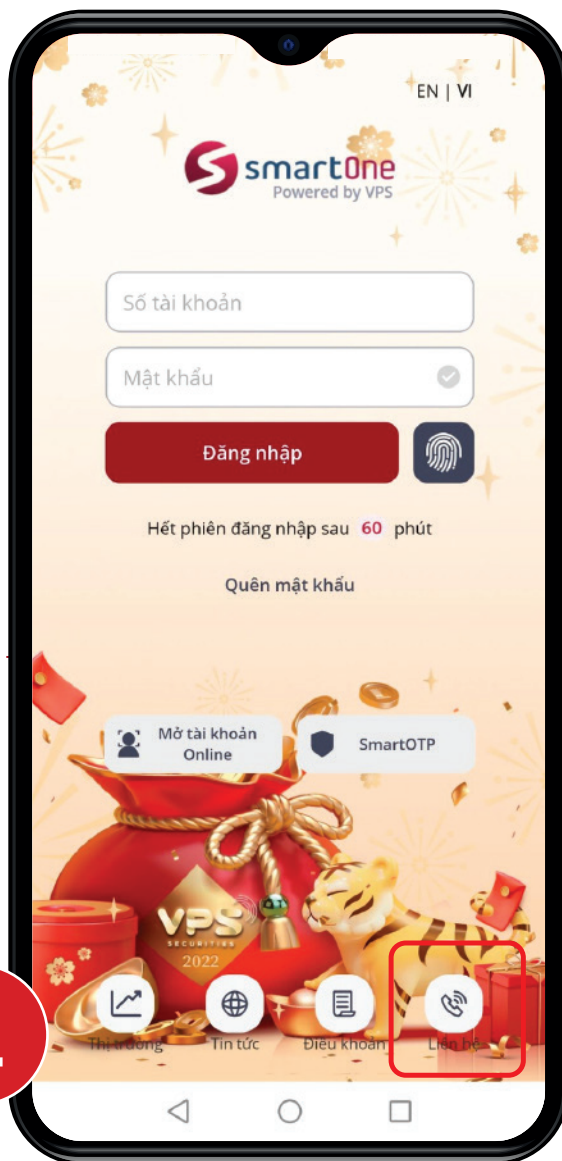 EN | VI
smartOne
Powered by VPS
Số tài khoản
Mật khẩu
Đăng nhập
Hết phiên đăng nhập sau 60 phút
Quên mật khẩu
Mở tài khoản
Online
SmartOTP
VPS
SECURITIES
2022
Thị trường
Tin tức
Điều khoản
Liên hệ